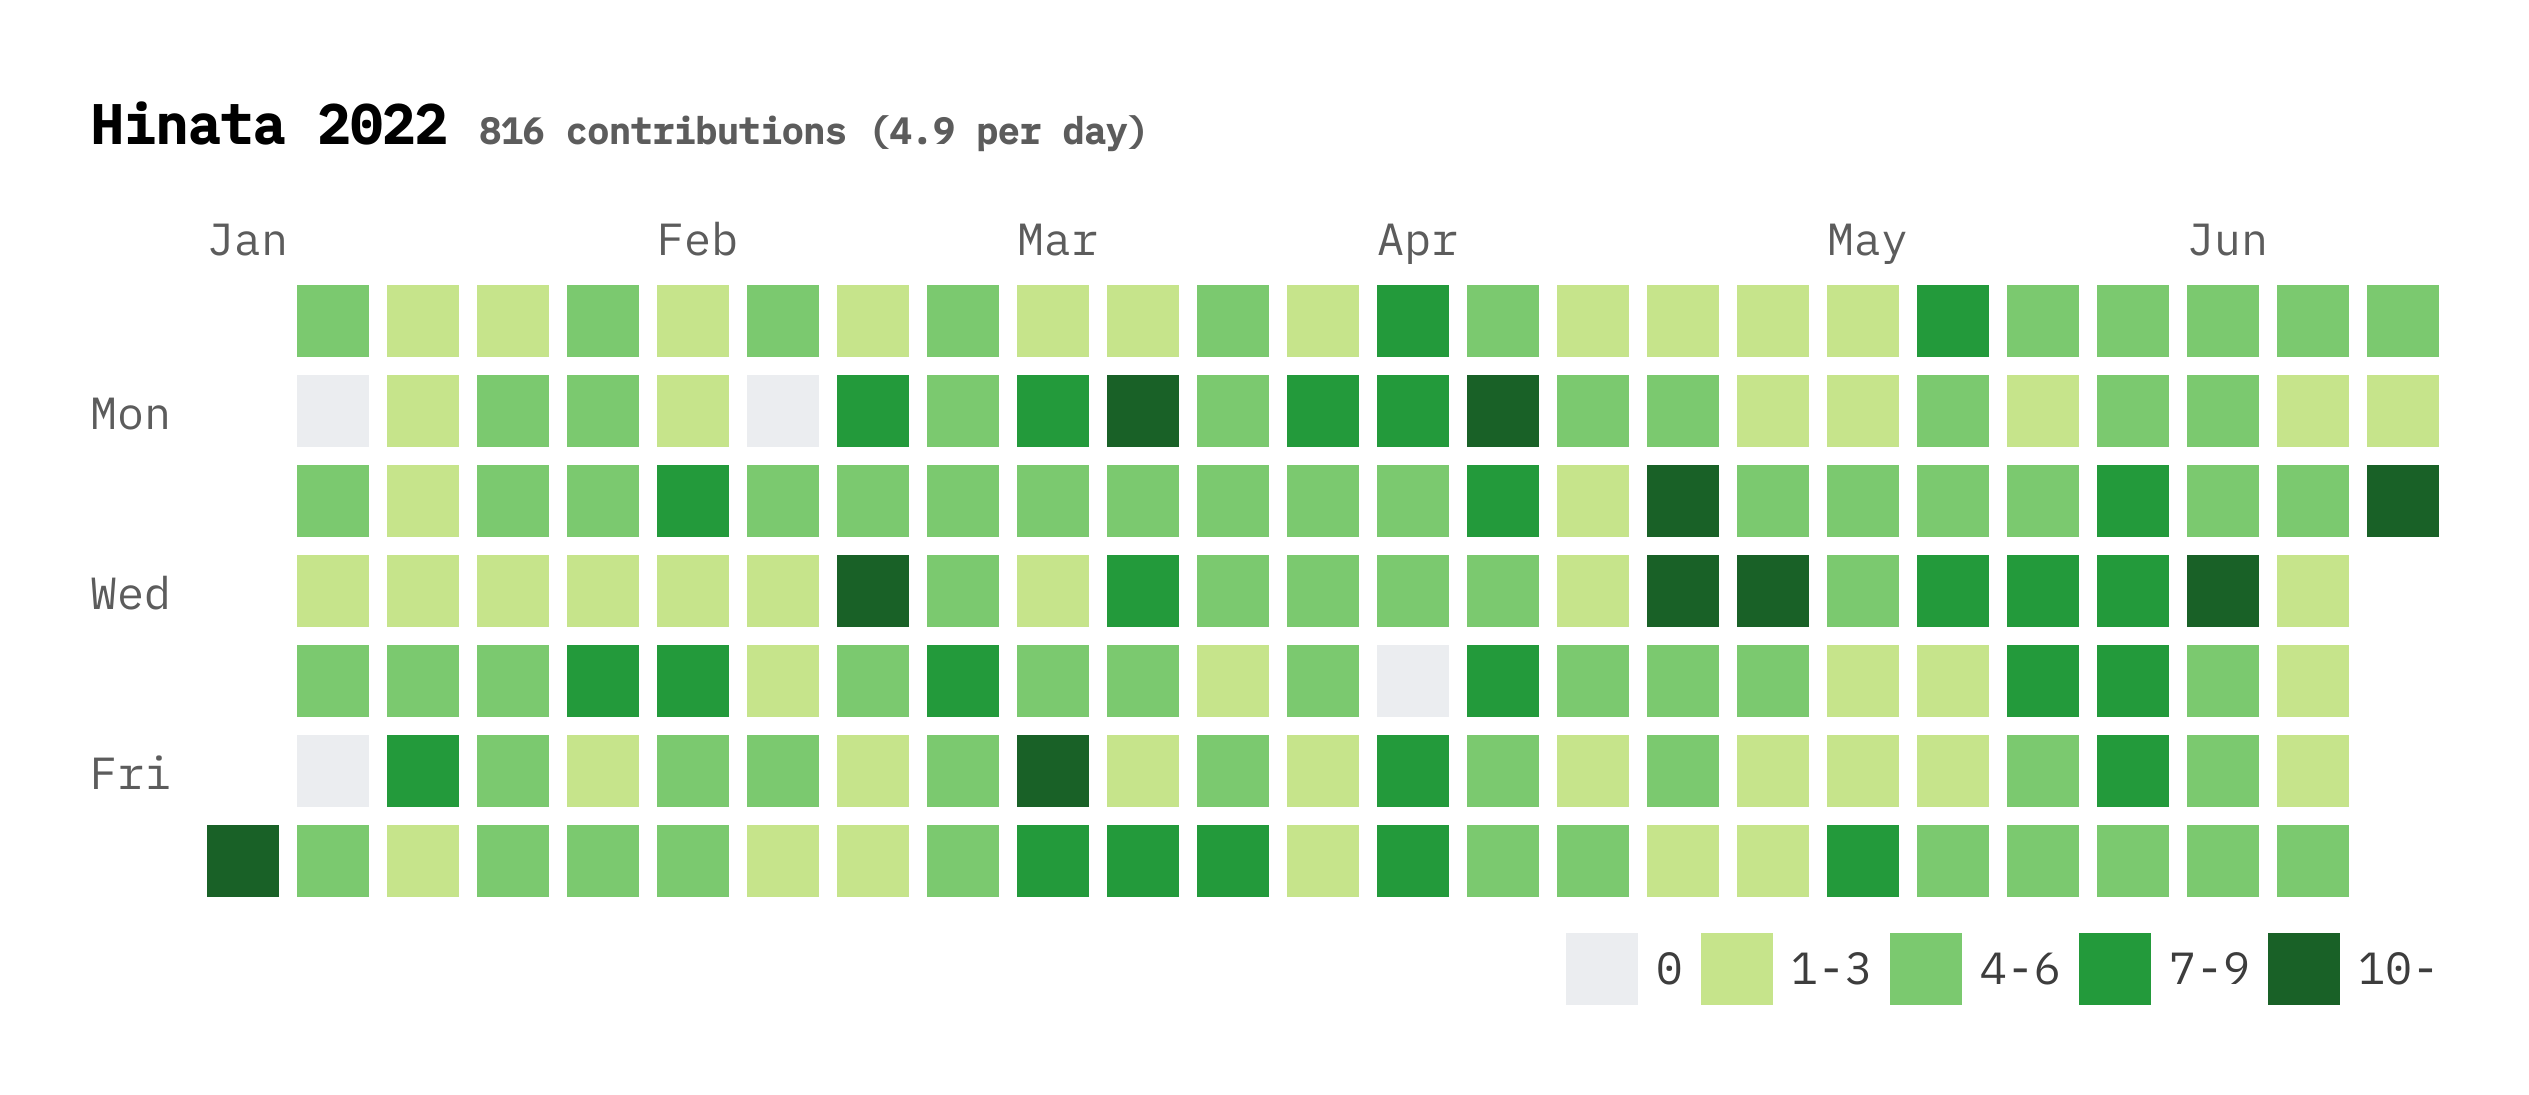 Hinata 2022 816 contributions (4.9 per day)
Jan Feb Mar Apr May Jun
Mon
Wed
Fri
0 1-3 4-6 7-9 10-